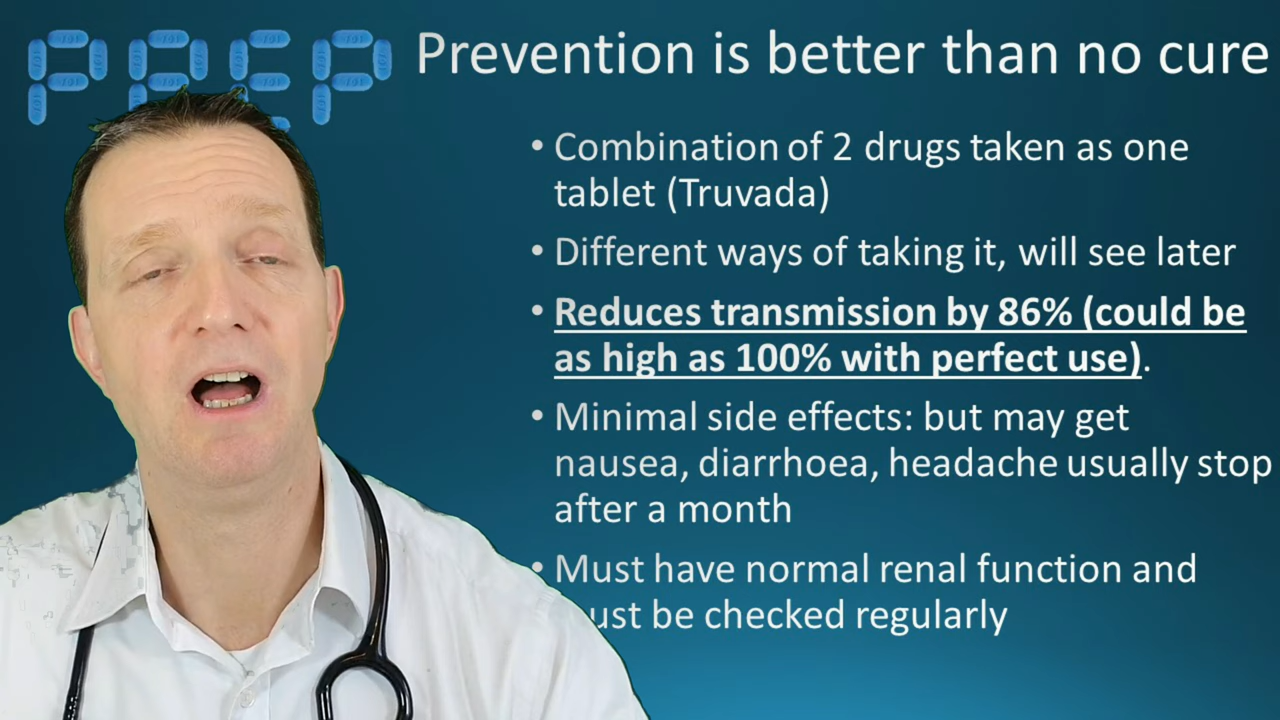 PREP
Prevention is better than no cure
• Combination of 2 drugs taken as one
tablet (Truvada)
• Different ways of taking it, will see later
• Reduces transmission by 86% (could be
as high as 100% with perfect use).
• Minimal side effects: but may get
nausea, diarrhoea, headache usually stop
after a month
• Must have normal renal function and
be checked regularly